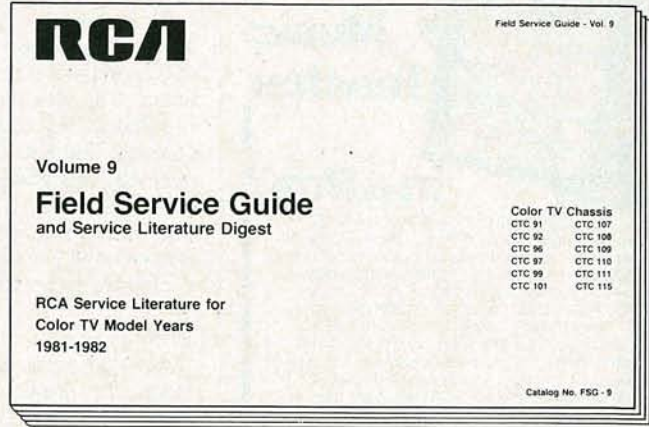 RCA
Field Service Guide - Vol. 9
Volume 9
Field Service Guide
and Service Literature Digest
Color TV Chassis
CTC 91 CTC 107
CTC 92 CTC 108
CTC 96 CTC 109
CTC 97 CTC 110
CTC 99 CTC 111
CTC 101 CTC 115
RCA Service Literature for
Color TV Model Years
1981-1982
Catalog No. FSG - 9